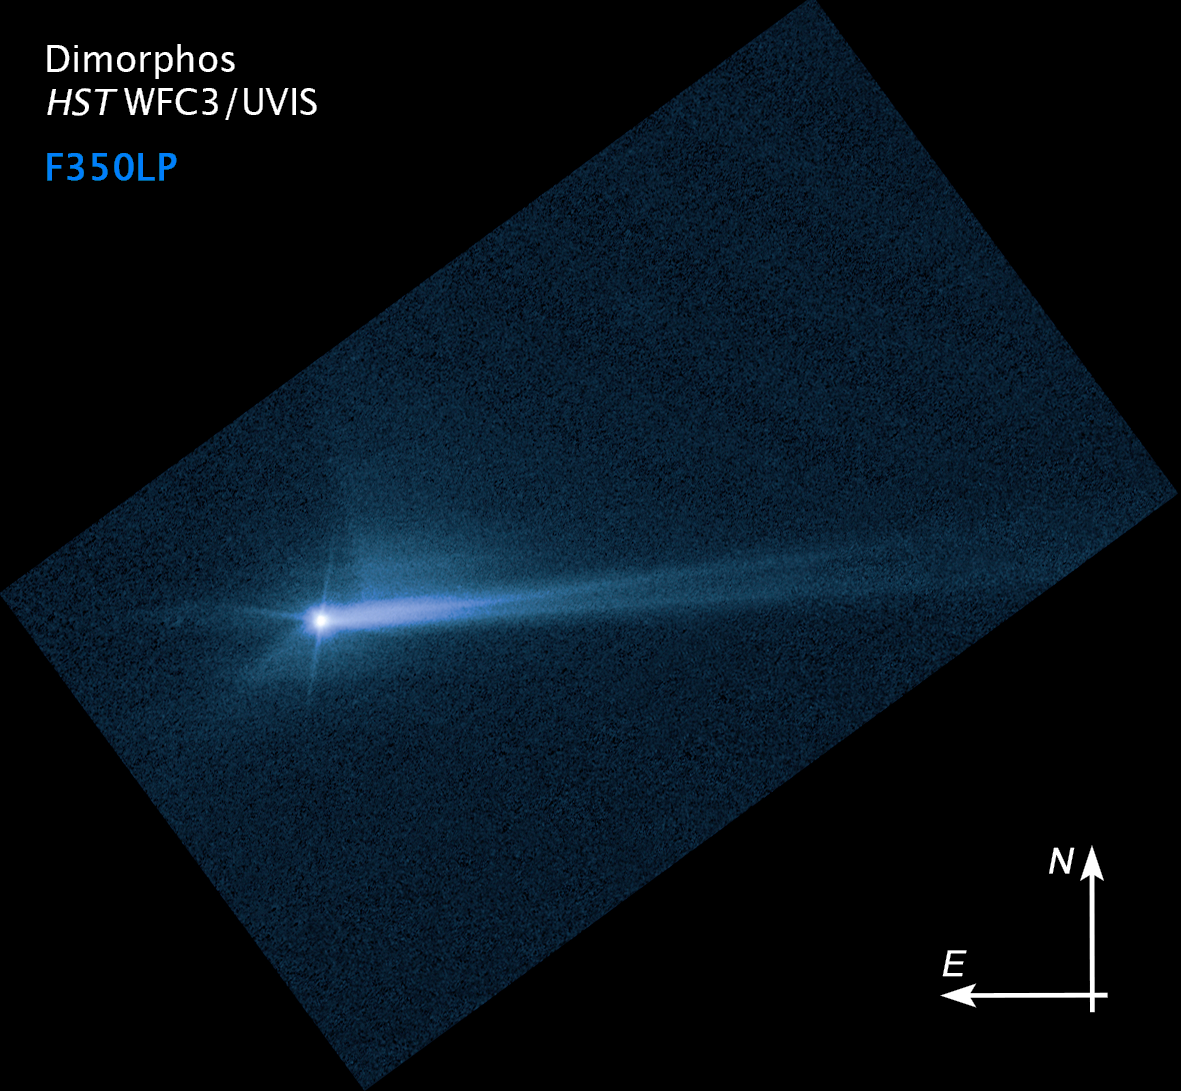 Dimorphos
HST WFC3/UVIS
F350LP
N
E